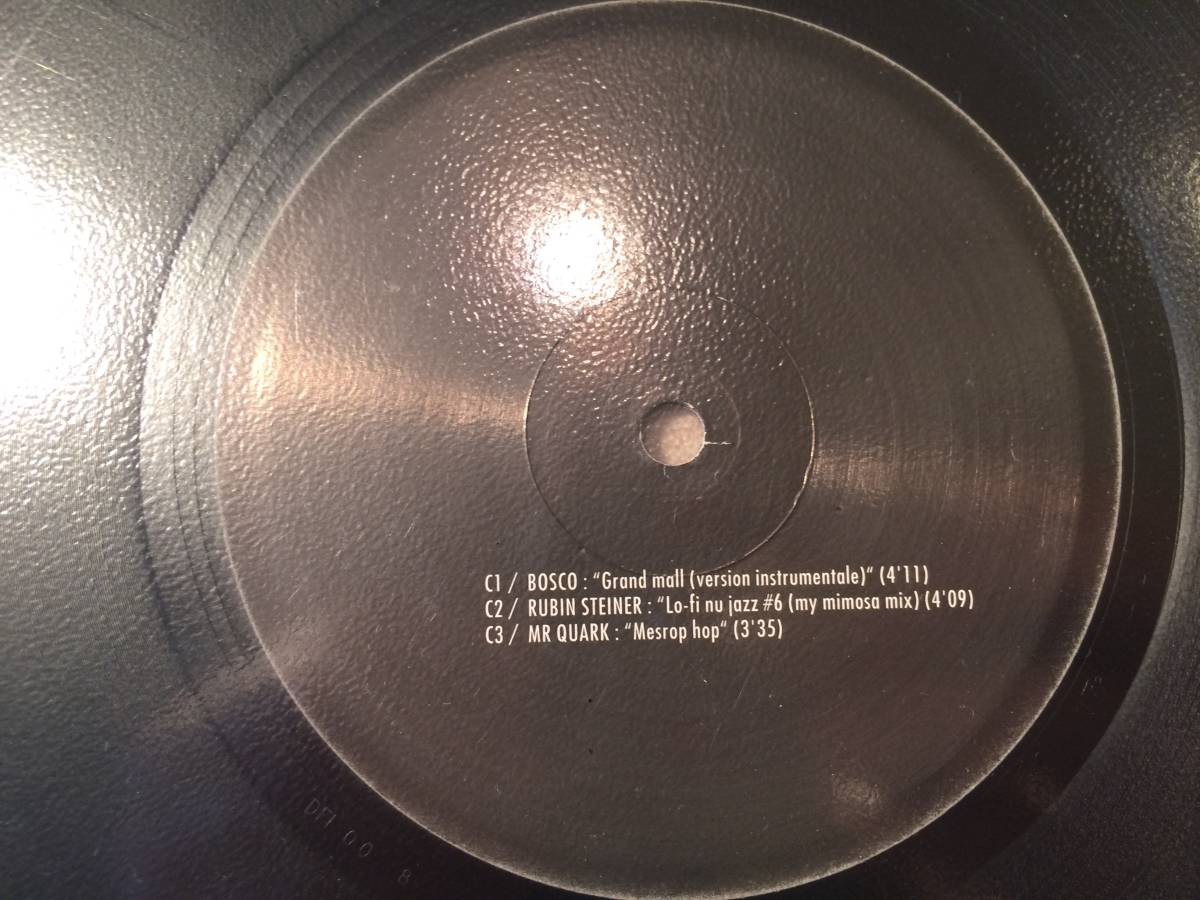 C1 / BOSCO : “Grand mall (version instrumentale)“ (4'11)
C2 / RUBIN STEINER : “Lo-fi nu jazz #6 (my mimosa mix) (4'09)
C3 / MR QUARK : “Mesrop hop“ (3'35)